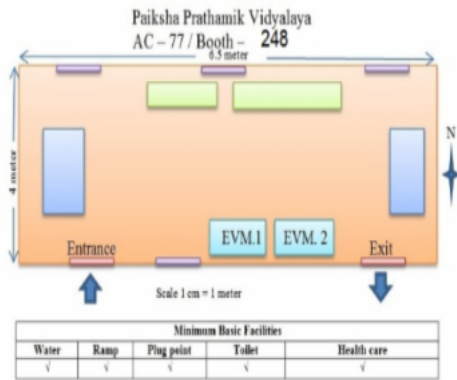 Paiksha Prathamik Vidyalaya
AC – 77 / Booth – 248
6.5 meter
N
4 meter
EVM.1 EVM. 2
Entrance Exit
Scale 1 cm = 1 meter
Minimum Basic Facilities
Water Ramp Plug point Toilet Health care
√ √ √ √ √